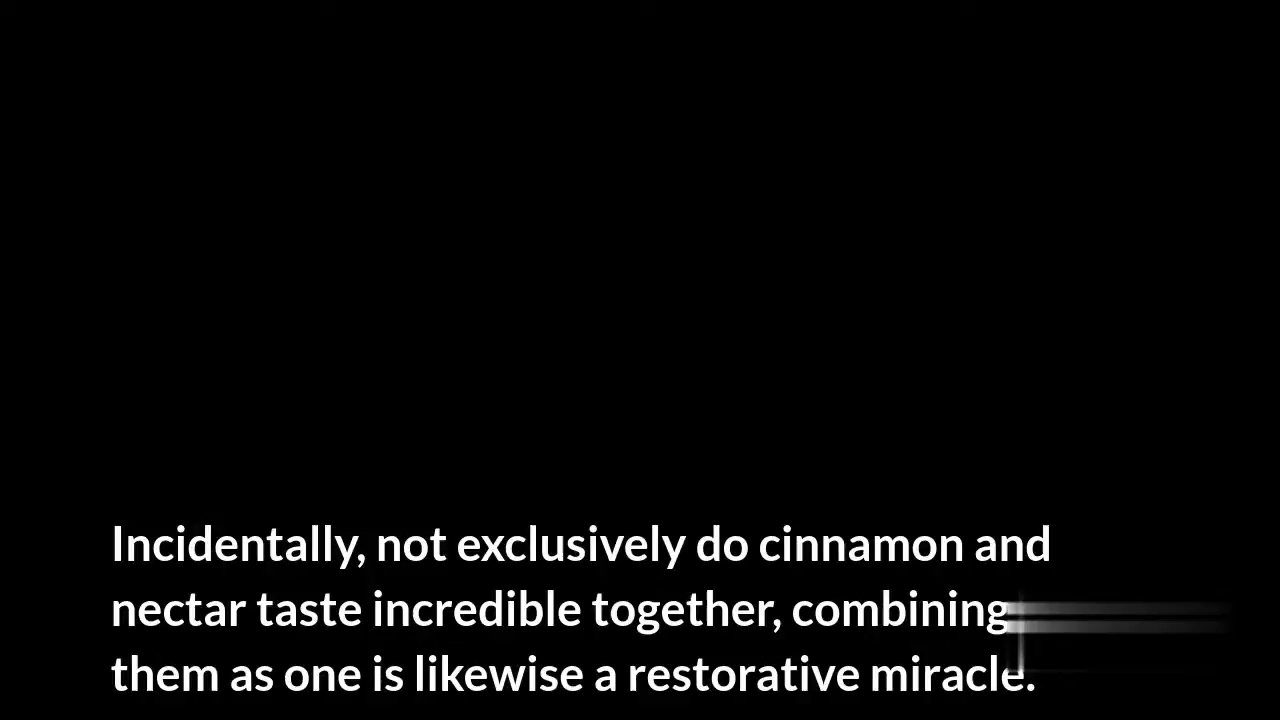 Incidentally, not exclusively do cinnamon and
nectar taste incredible together, combining
them as one is likewise a restorative miracle.